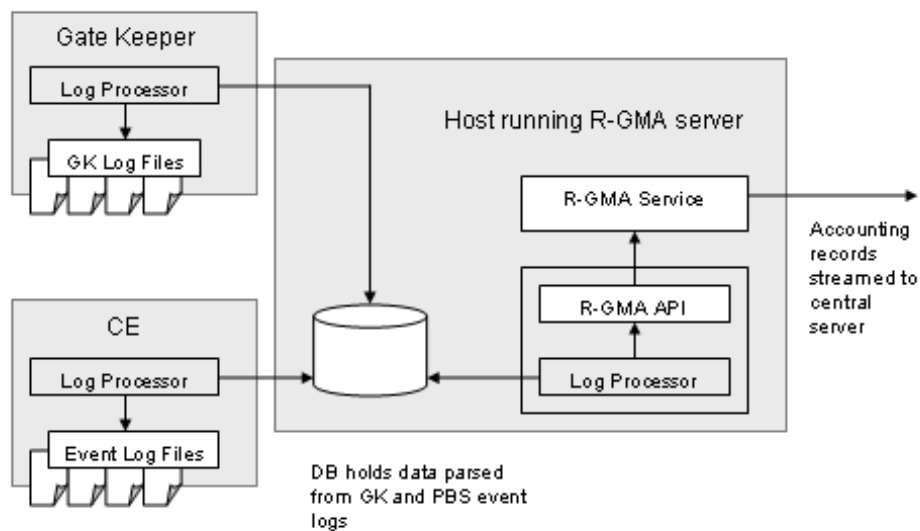 Gate Keeper
Log Processor
GK Log Files
Host running R-GMA server
R-GMA Service
Accounting
records
streamed to
central
server
R-GMA API
Log Processor
CE
Log Processor
Event Log Files
DB holds data parsed
from GK and PBS event
logs